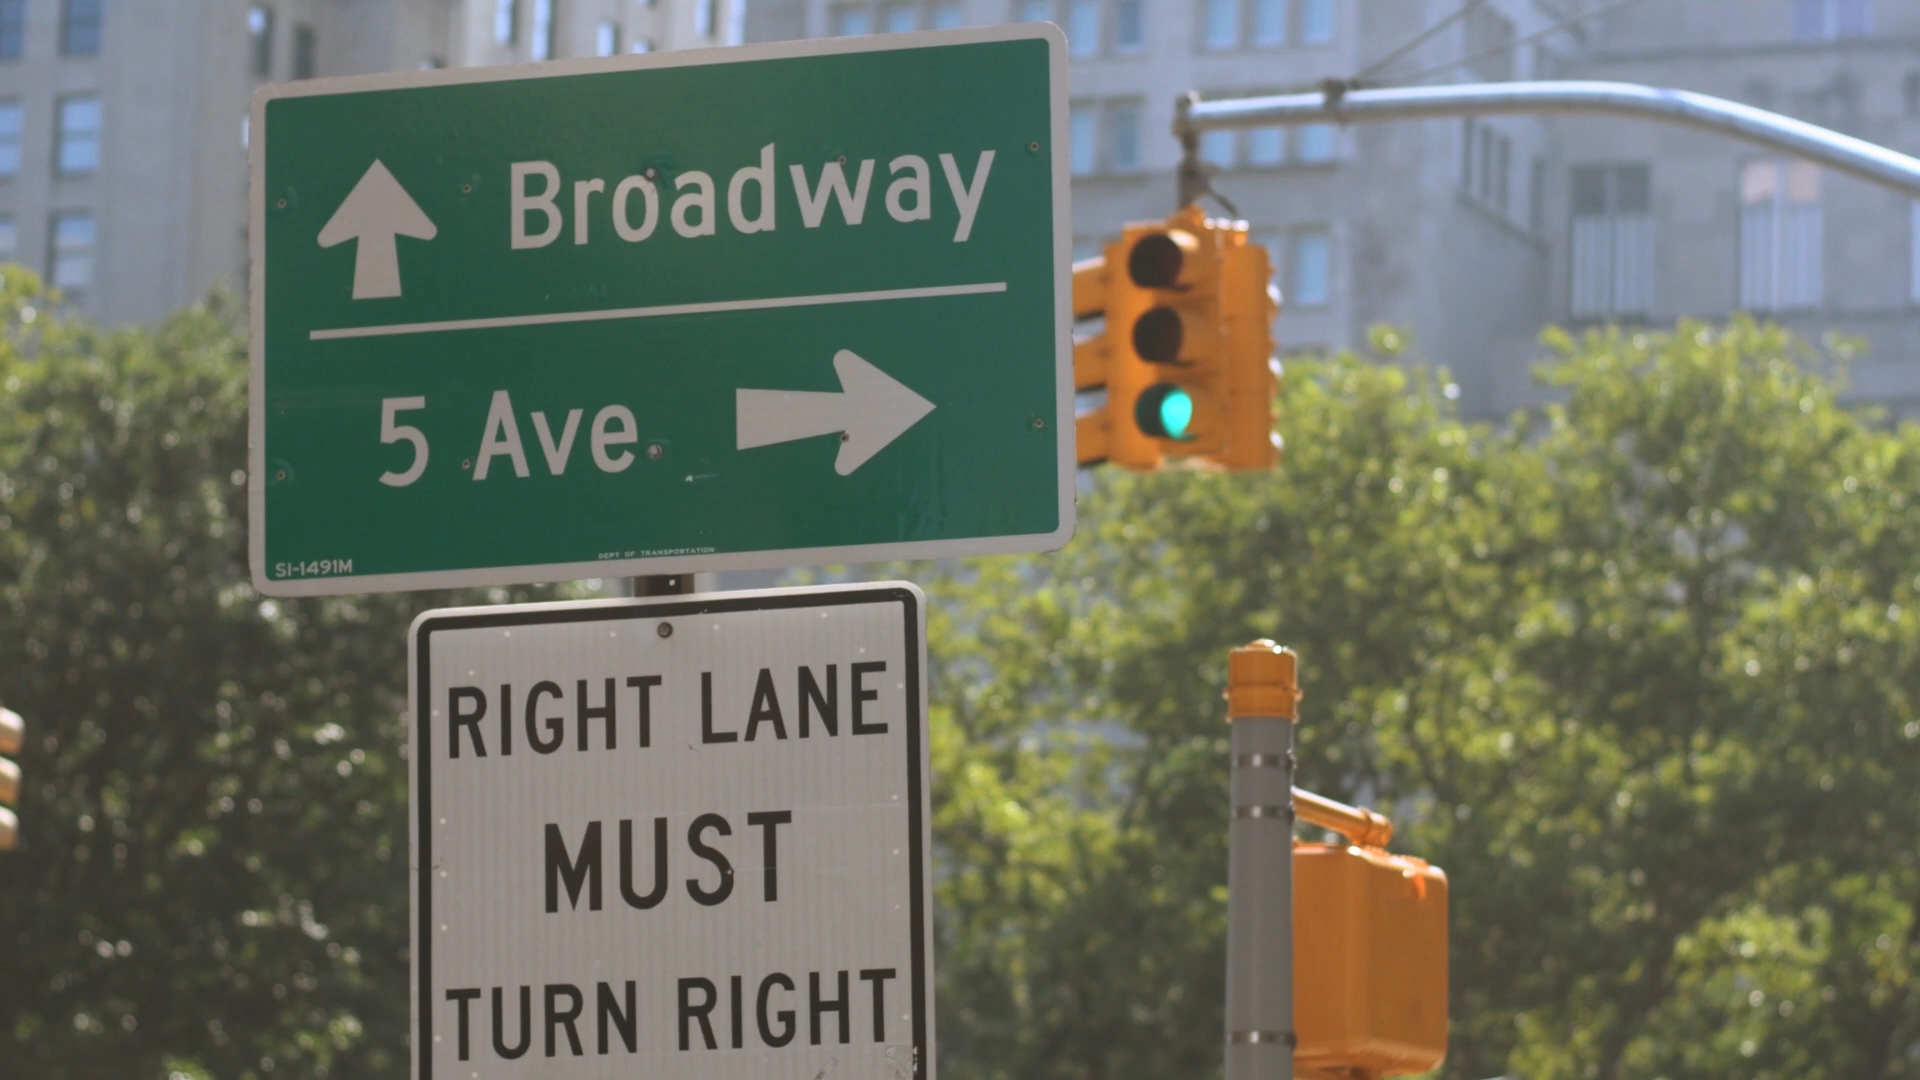 Broadway
5 Ave
SI-1491M
DEPT OF TRANSPORTATION
RIGHT LANE
MUST
TURN RIGHT